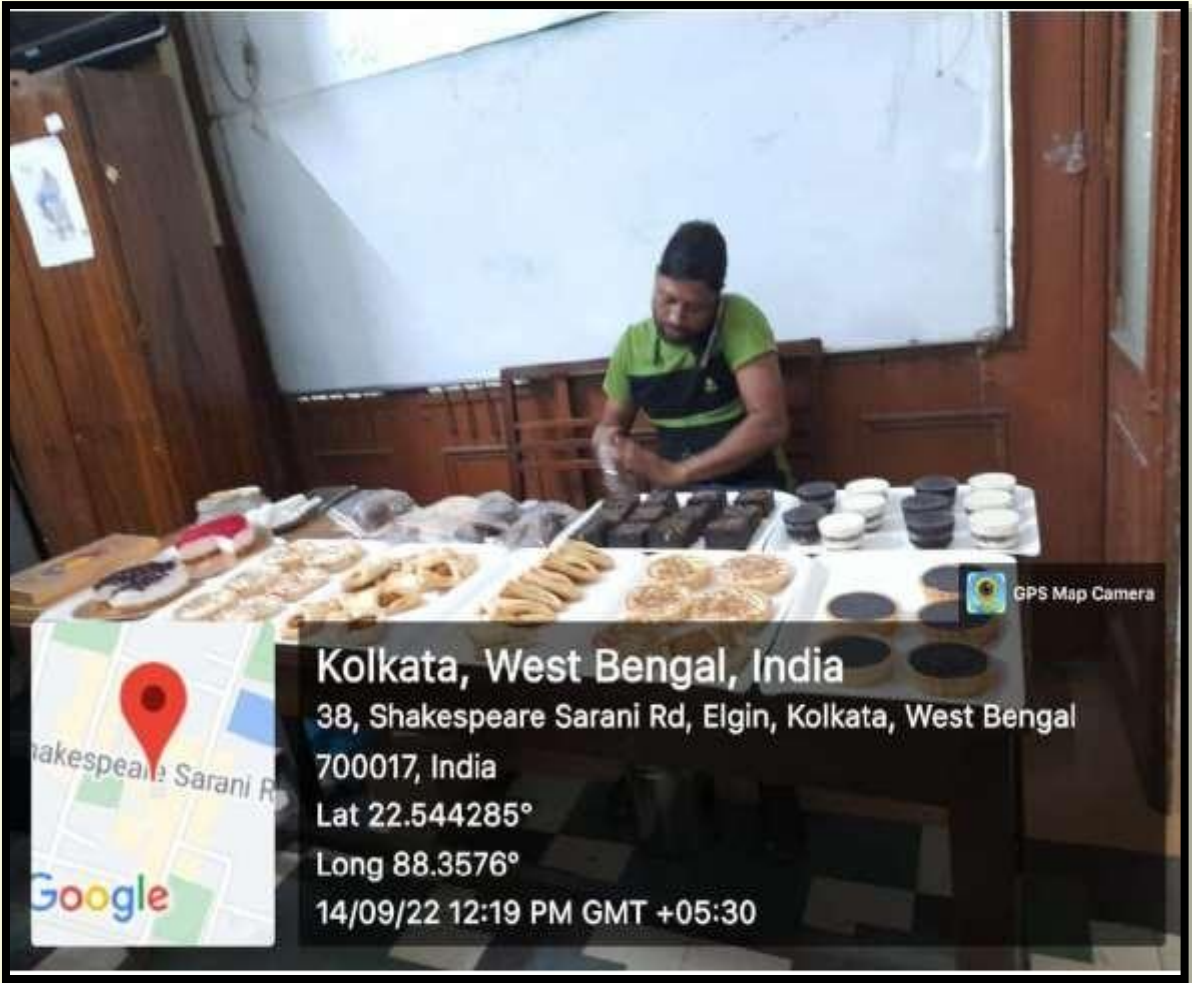 GPS Map Camera
Kolkata, West Bengal, India
38, Shakespeare Sarani Rd, Elgin, Kolkata, West Bengal
700017, India
Lat 22.544285°
Long 88.3576°
14/09/22 12:19 PM GMT +05:30
hakespeare Sarani R
Google